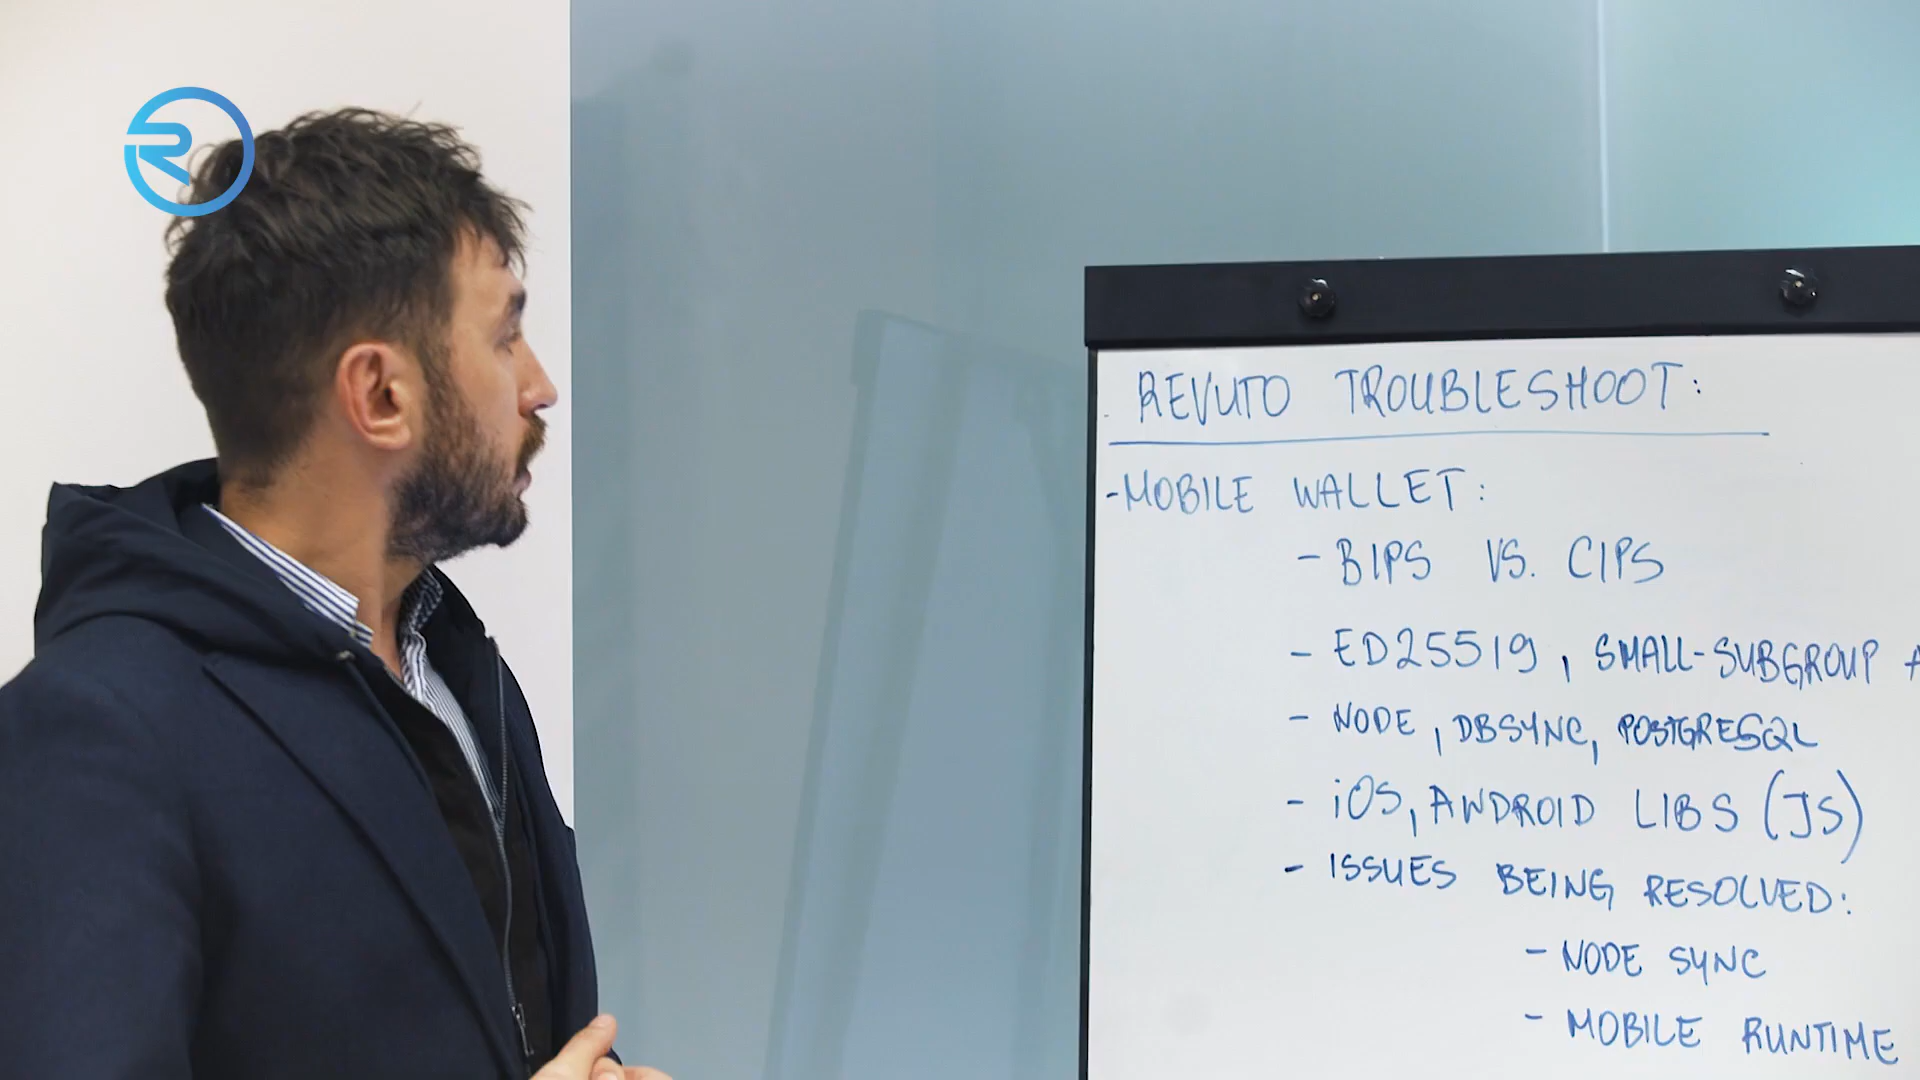 REVUTO TROUBLESHOOT:
-MOBILE WALLET:
- BIPS VS. CIPS
- ED25519, SMALL-SUBGROUP
- NODE, DBSYNC, POSTGRESQL
- iOS, ANDROID LIBS (JS)
- ISSUES BEING RESOLVED:
- NODE SYNC
- MOBILE RUNTIME